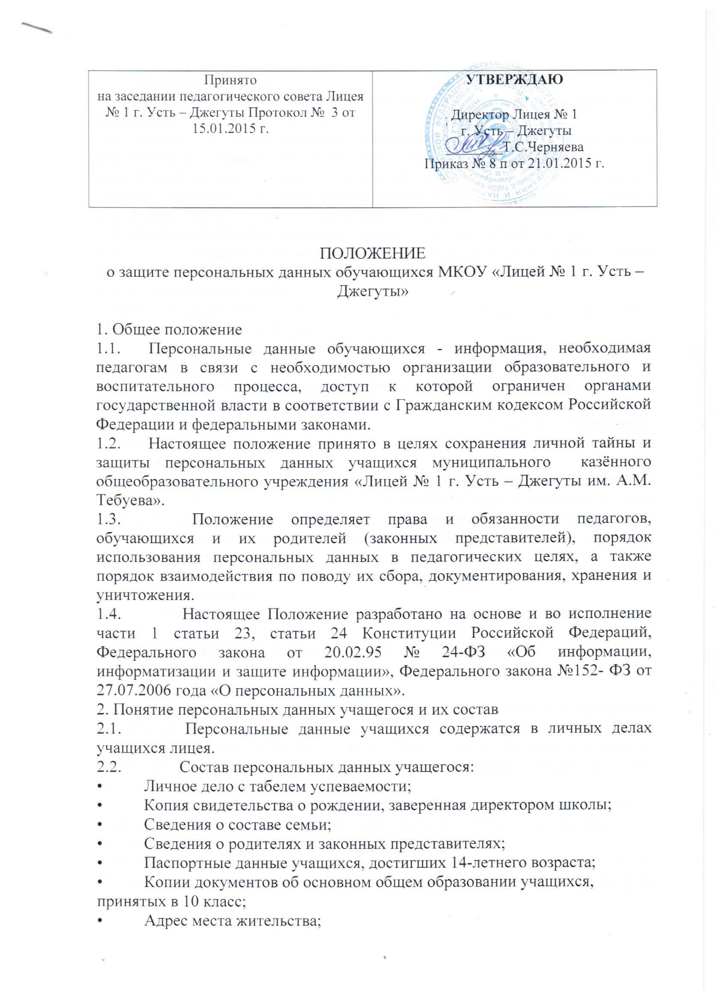 Принято
на заседании педагогического совета Лицея
№ 1 г. Усть – Джегуты Протокол № 3 от
15.01.2015 г.
УТВЕРЖДАЮ
Директор Лицея № 1
г. Усть – Джегуты
________Т.С.Черняева
Приказ № 8 п от 21.01.2015 г.
ПОЛОЖЕНИЕ
о защите персональных данных обучающихся МКОУ «Лицей № 1 г. Усть –
Джегуты»
1. Общее положение
1.1. Персональные данные обучающихся - информация, необходимая
педагогам в связи с необходимостью организации образовательного и
воспитательного процесса, доступ к которой ограничен органами
государственной власти в соответствии с Гражданским кодексом Российской
Федерации и федеральными законами.
1.2. Настоящее положение принято в целях сохранения личной тайны и
защиты персональных данных учащихся муниципального казённого
общеобразовательного учреждения «Лицей № 1 г. Усть – Джегуты им. А.М.
Тебуева».
1.3. Положение определяет права и обязанности педагогов,
обучающихся и их родителей (законных представителей), порядок
использования персональных данных в педагогических целях, а также
порядок взаимодействия по поводу их сбора, документирования, хранения и
уничтожения.
1.4. Настоящее Положение разработано на основе и во исполнение
части 1 статьи 23, статьи 24 Конституции Российской Федераций,
Федерального закона от 20.02.95 № 24-ФЗ «Об информации,
информатизации и защите информации», Федерального закона №152- ФЗ от
27.07.2006 года «О персональных данных».
2. Понятие персональных данных учащегося и их состав
2.1. Персональные данные учащихся содержатся в личных делах
учащихся лицея.
2.2. Состав персональных данных учащегося:
• Личное дело с табелем успеваемости;
• Копия свидетельства о рождении, заверенная директором школы;
• Сведения о составе семьи;
• Сведения о родителях и законных представителях;
• Паспортные данные учащихся, достигших 14-летнего возраста;
• Копии документов об основном общем образовании учащихся,
принятых в 10 класс;
• Адрес места жительства;